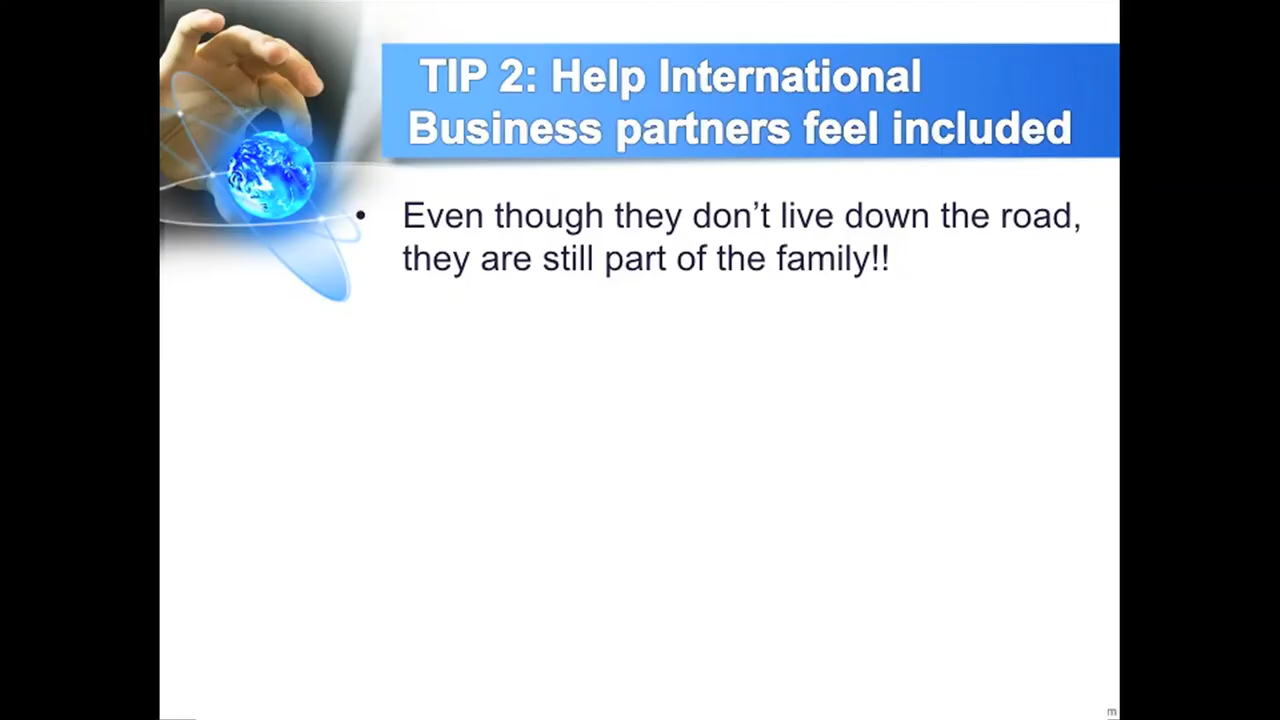 TIP 2: Help International
Business partners feel included
• Even though they don’t live down the road,
they are still part of the family!!
m